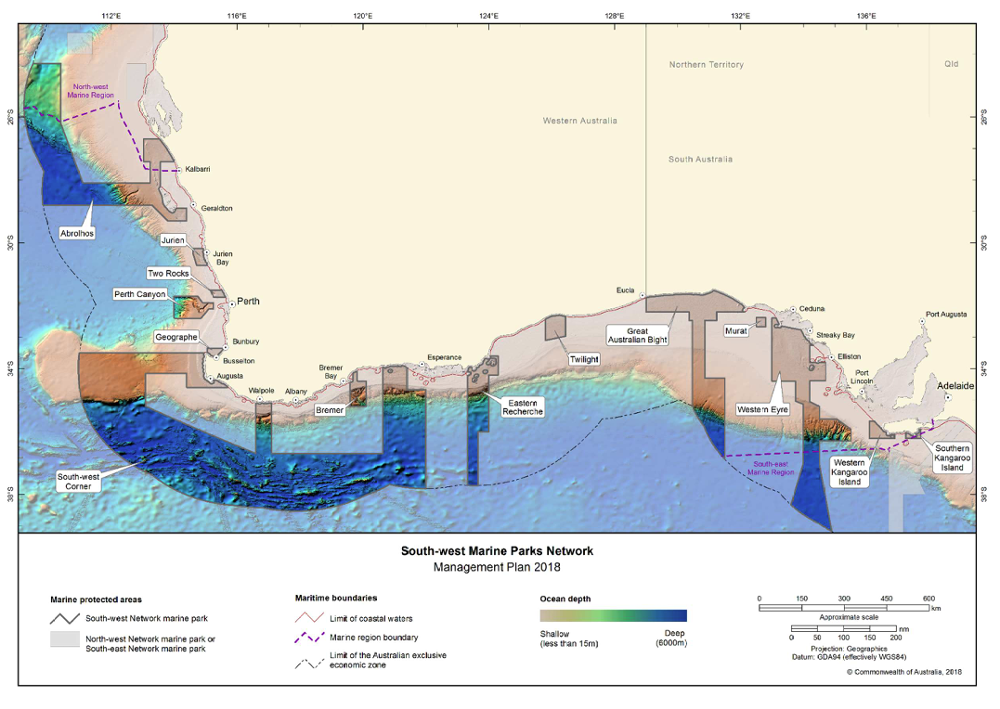 112°E 116°E 120°E 124°E 128°E 132°E 136°E
Northern Territory
Qld
North-west
Marine Region
26°S
26°S
Western Australia
South Australia
Kalbarri
Geraldton
Abrolhos
Jurien
30°S
30°S
Jurien
Bay
Two Rocks
Perth Canyon
Perth
Eucla
Ceduna
Port Augusta
Geographe
Bunbury
Great
Australian Bight
Murat
Streaky Bay
Busselton
Twilight
Esperance
Elliston
34°S
34°S
Augusta
Bremer
Bay
Port
Lincoln
Adelaide
Walpole
Albany
Bremer
Eastern
Recherche
Western Eyre
South-west
Corner
South-east
Marine Region
Western
Kangaroo
Island
Southern
Kangaroo
Island
38°S
38°S
South-west Marine Parks Network
Management Plan 2018
Marine protected areas
South-west Network marine park
North-west Network marine park or
South-east Network marine park
Maritime boundaries
Limit of coastal waters
Marine region boundary
Limit of the Australian exclusive
economic zone
Ocean depth
Shallow
(less than 15m)
Deep
(6000m)
0 150 300 450 600
km
Approximate scale
nm
0 50 100 150 200
Projection: Geographics
Datum: GDA94 (effectively WGS84)
© Commonwealth of Australia, 2018